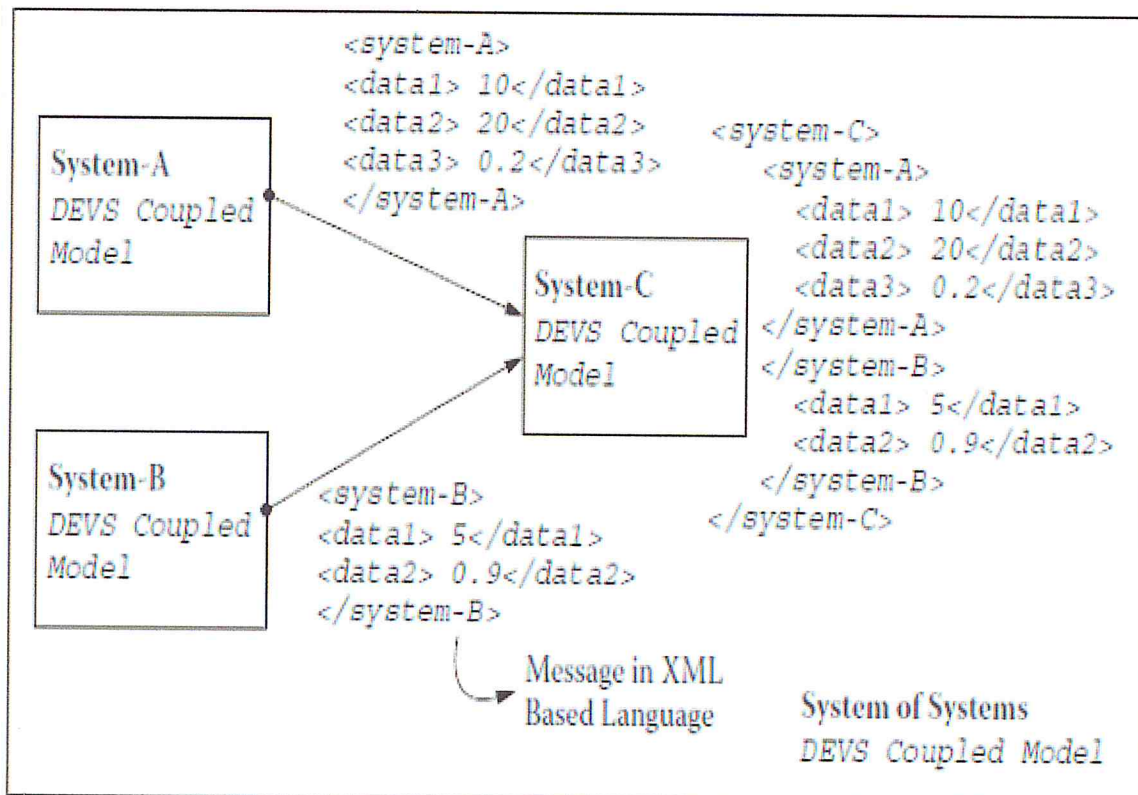 <system-A>
<data1> 10</data1>
<data2> 20</data2>
<data3> 0.2</data3>
</system-A>
System-A
DEVS Coupled
Model
System-B
DEVS Coupled
Model
<system-B>
<data1> 5</data1>
<data2> 0.9</data2>
</system-B>
Message in XML
Based Language
System-C
DEVS Coupled
Model
<system-C>
<system-A>
<data1> 10</data1>
<data2> 20</data2>
<data3> 0.2</data3>
</system-A>
</system-B>
<data1> 5</data1>
<data2> 0.9</data2>
</system-B>
</system-C>
System of Systems
DEVS Coupled Model